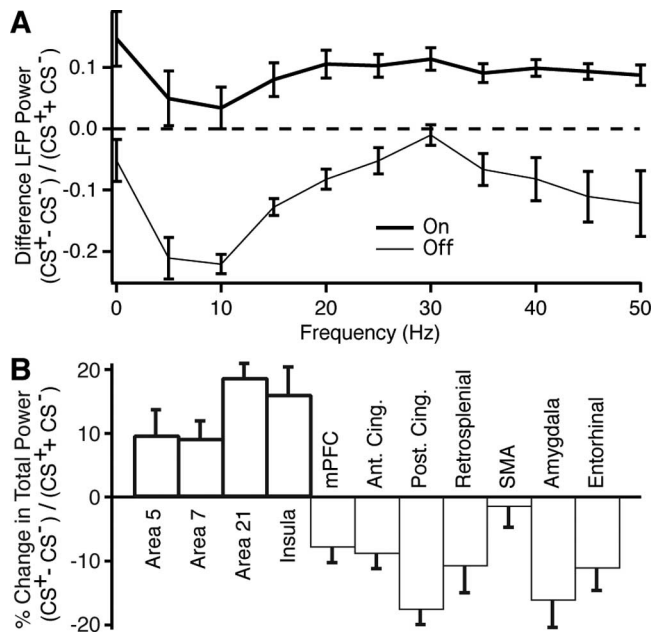 A
Difference LFP Power
(CS⁺- CS⁻) / (CS⁺+ CS⁻)
0.1
0.0
-0.1
-0.2
On
Off
0
10
20
30
40
50
Frequency (Hz)
B
% Change in Total Power
(CS⁺- CS⁻) / (CS⁺+ CS⁻)
20
10
0
-10
-20
Area 5
Area 7
Area 21
Insula
mPFC
Ant. Cing.
Post. Cing.
Retrosplenial
SMA
Amygdala
Entorhinal